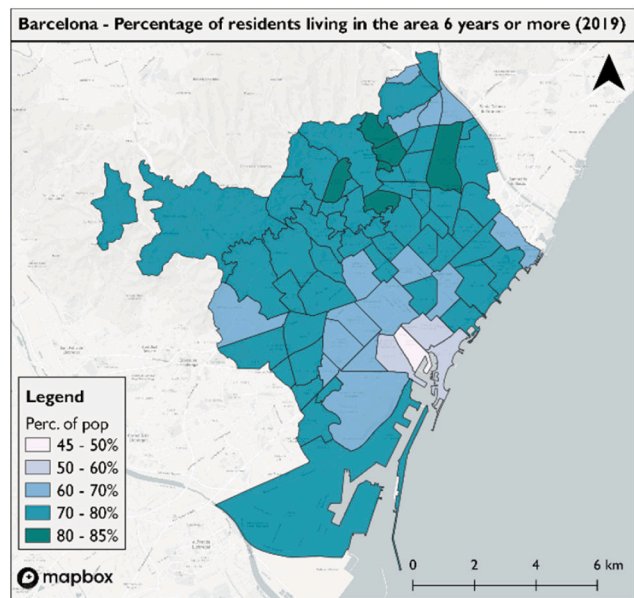 Barcelona - Percentage of residents living in the area 6 years or more (2019)
Legend
Perc. of pop
45 - 50%
50 - 60%
60 - 70%
70 - 80%
80 - 85%
mapbox
0 2 4 6 km